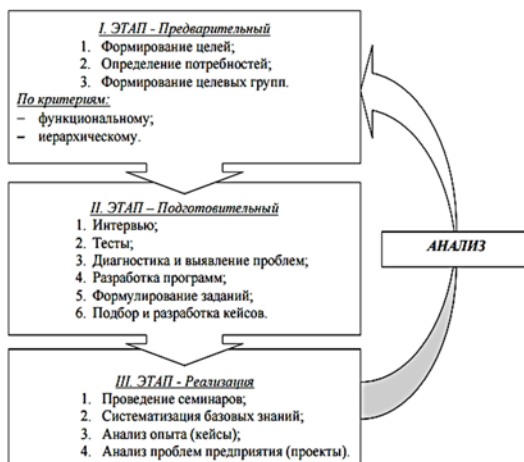 I. ЭТАП - Предварительный
1. Формирование целей;
2. Определение потребностей;
3. Формирование целевых групп.
По критериям:
– функциональному;
– иерархическому.
II. ЭТАП – Подготовительный
1. Интервью;
2. Тесты;
3. Диагностика и выявление проблем;
4. Разработка программ;
5. Формулирование заданий;
6. Подбор и разработка кейсов.
АНАЛИЗ
III. ЭТАП - Реализация
1. Проведение семинаров;
2. Систематизация базовых знаний;
3. Анализ опыта (кейсы);
4. Анализ проблем предприятия (проекты).